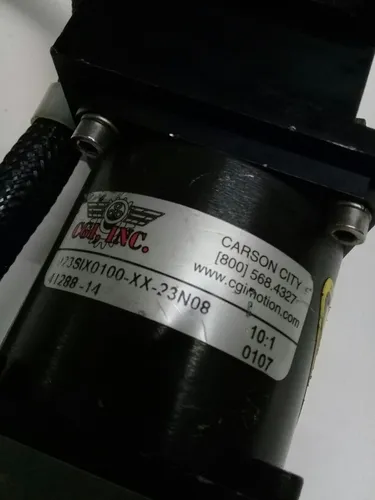 CGI, INC.
CARSON CITY
[800] 568.4327
www.cgimotion.com
23SIX0100-XX-23N08
41288-14
10:1
0107